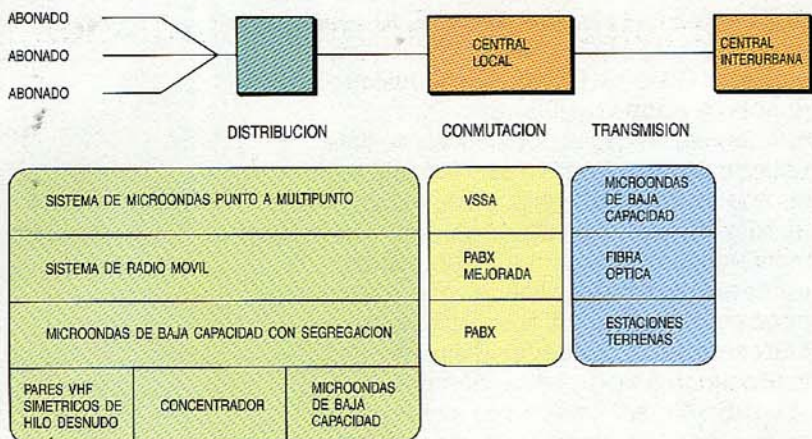 ABONADO
ABONADO
ABONADO
CENTRAL
LOCAL
CENTRAL
INTERURBANA
DISTRIBUCION
CONMUTACION
TRANSMISION
SISTEMA DE MICROONDAS PUNTO A MULTIPUNTO
SISTEMA DE RADIO MOVIL
MICROONDAS DE BAJA CAPACIDAD CON SEGREGACION
PARES VHF
SIMETRICOS DE
HILO DESNUDO
CONCENTRADOR
MICROONDAS
DE BAJA
CAPACIDAD
VSSA
PABX
MEJORADA
PABX
MICROONDAS
DE BAJA
CAPACIDAD
FIBRA
OPTICA
ESTACIONES
TERRENAS